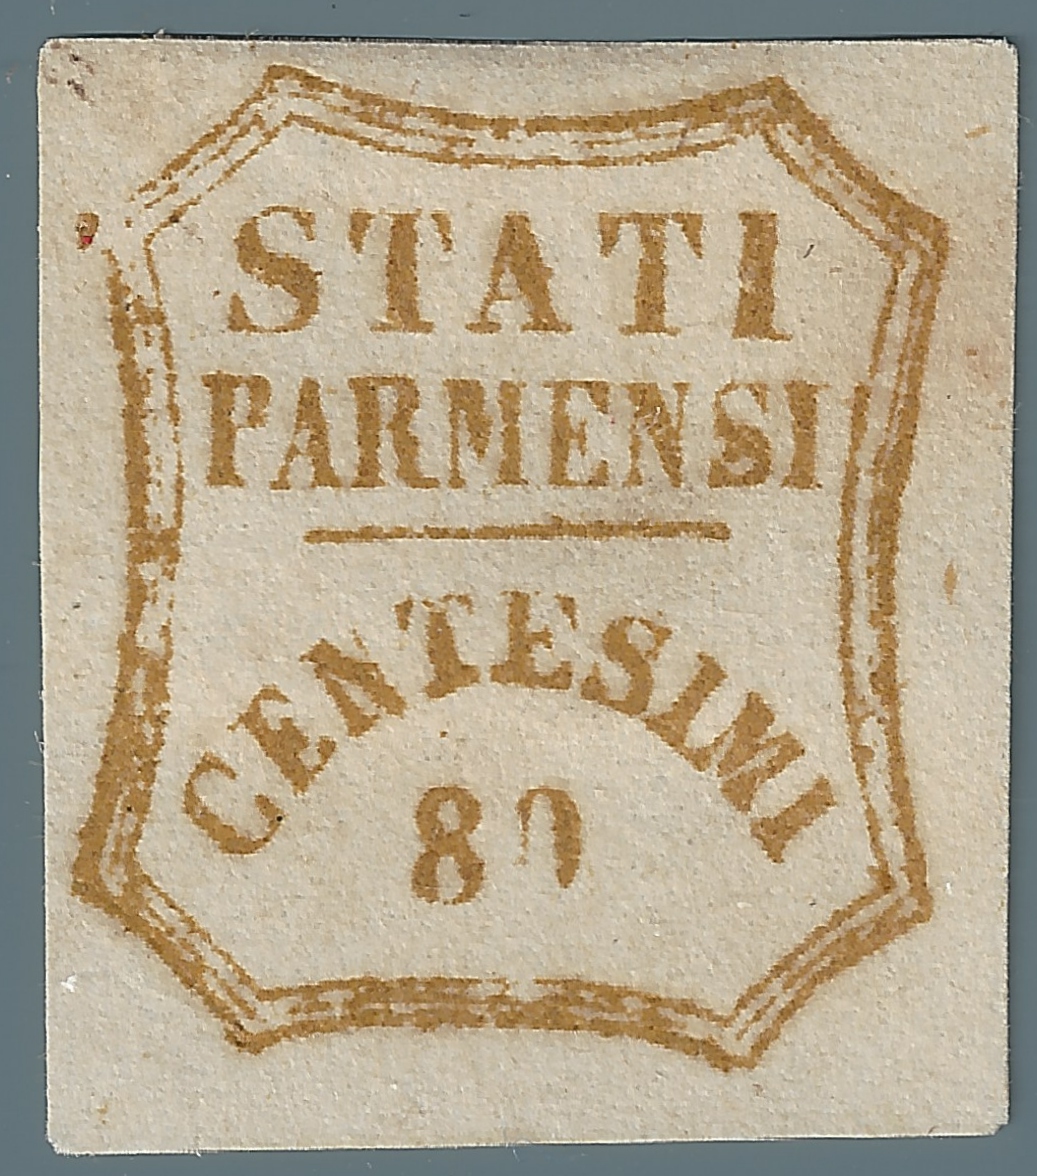 STATI
PARMENSI
CENTESIMI
80